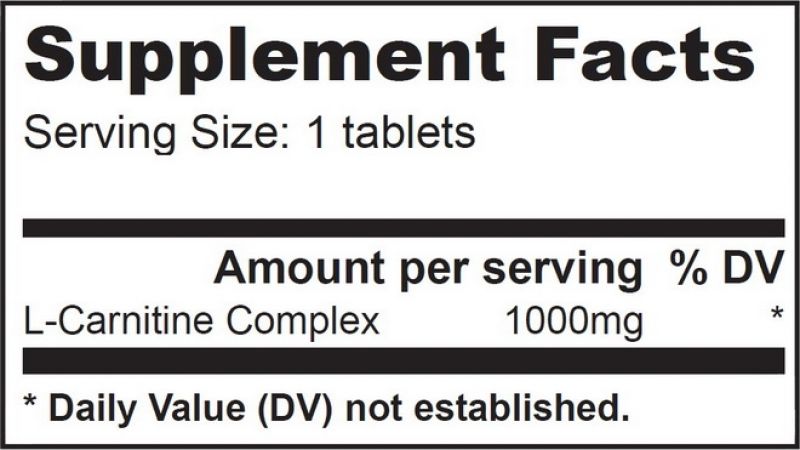 Supplement Facts
Serving Size: 1 tablets
Amount per serving % DV
L-Carnitine Complex 1000mg *
* Daily Value (DV) not established.